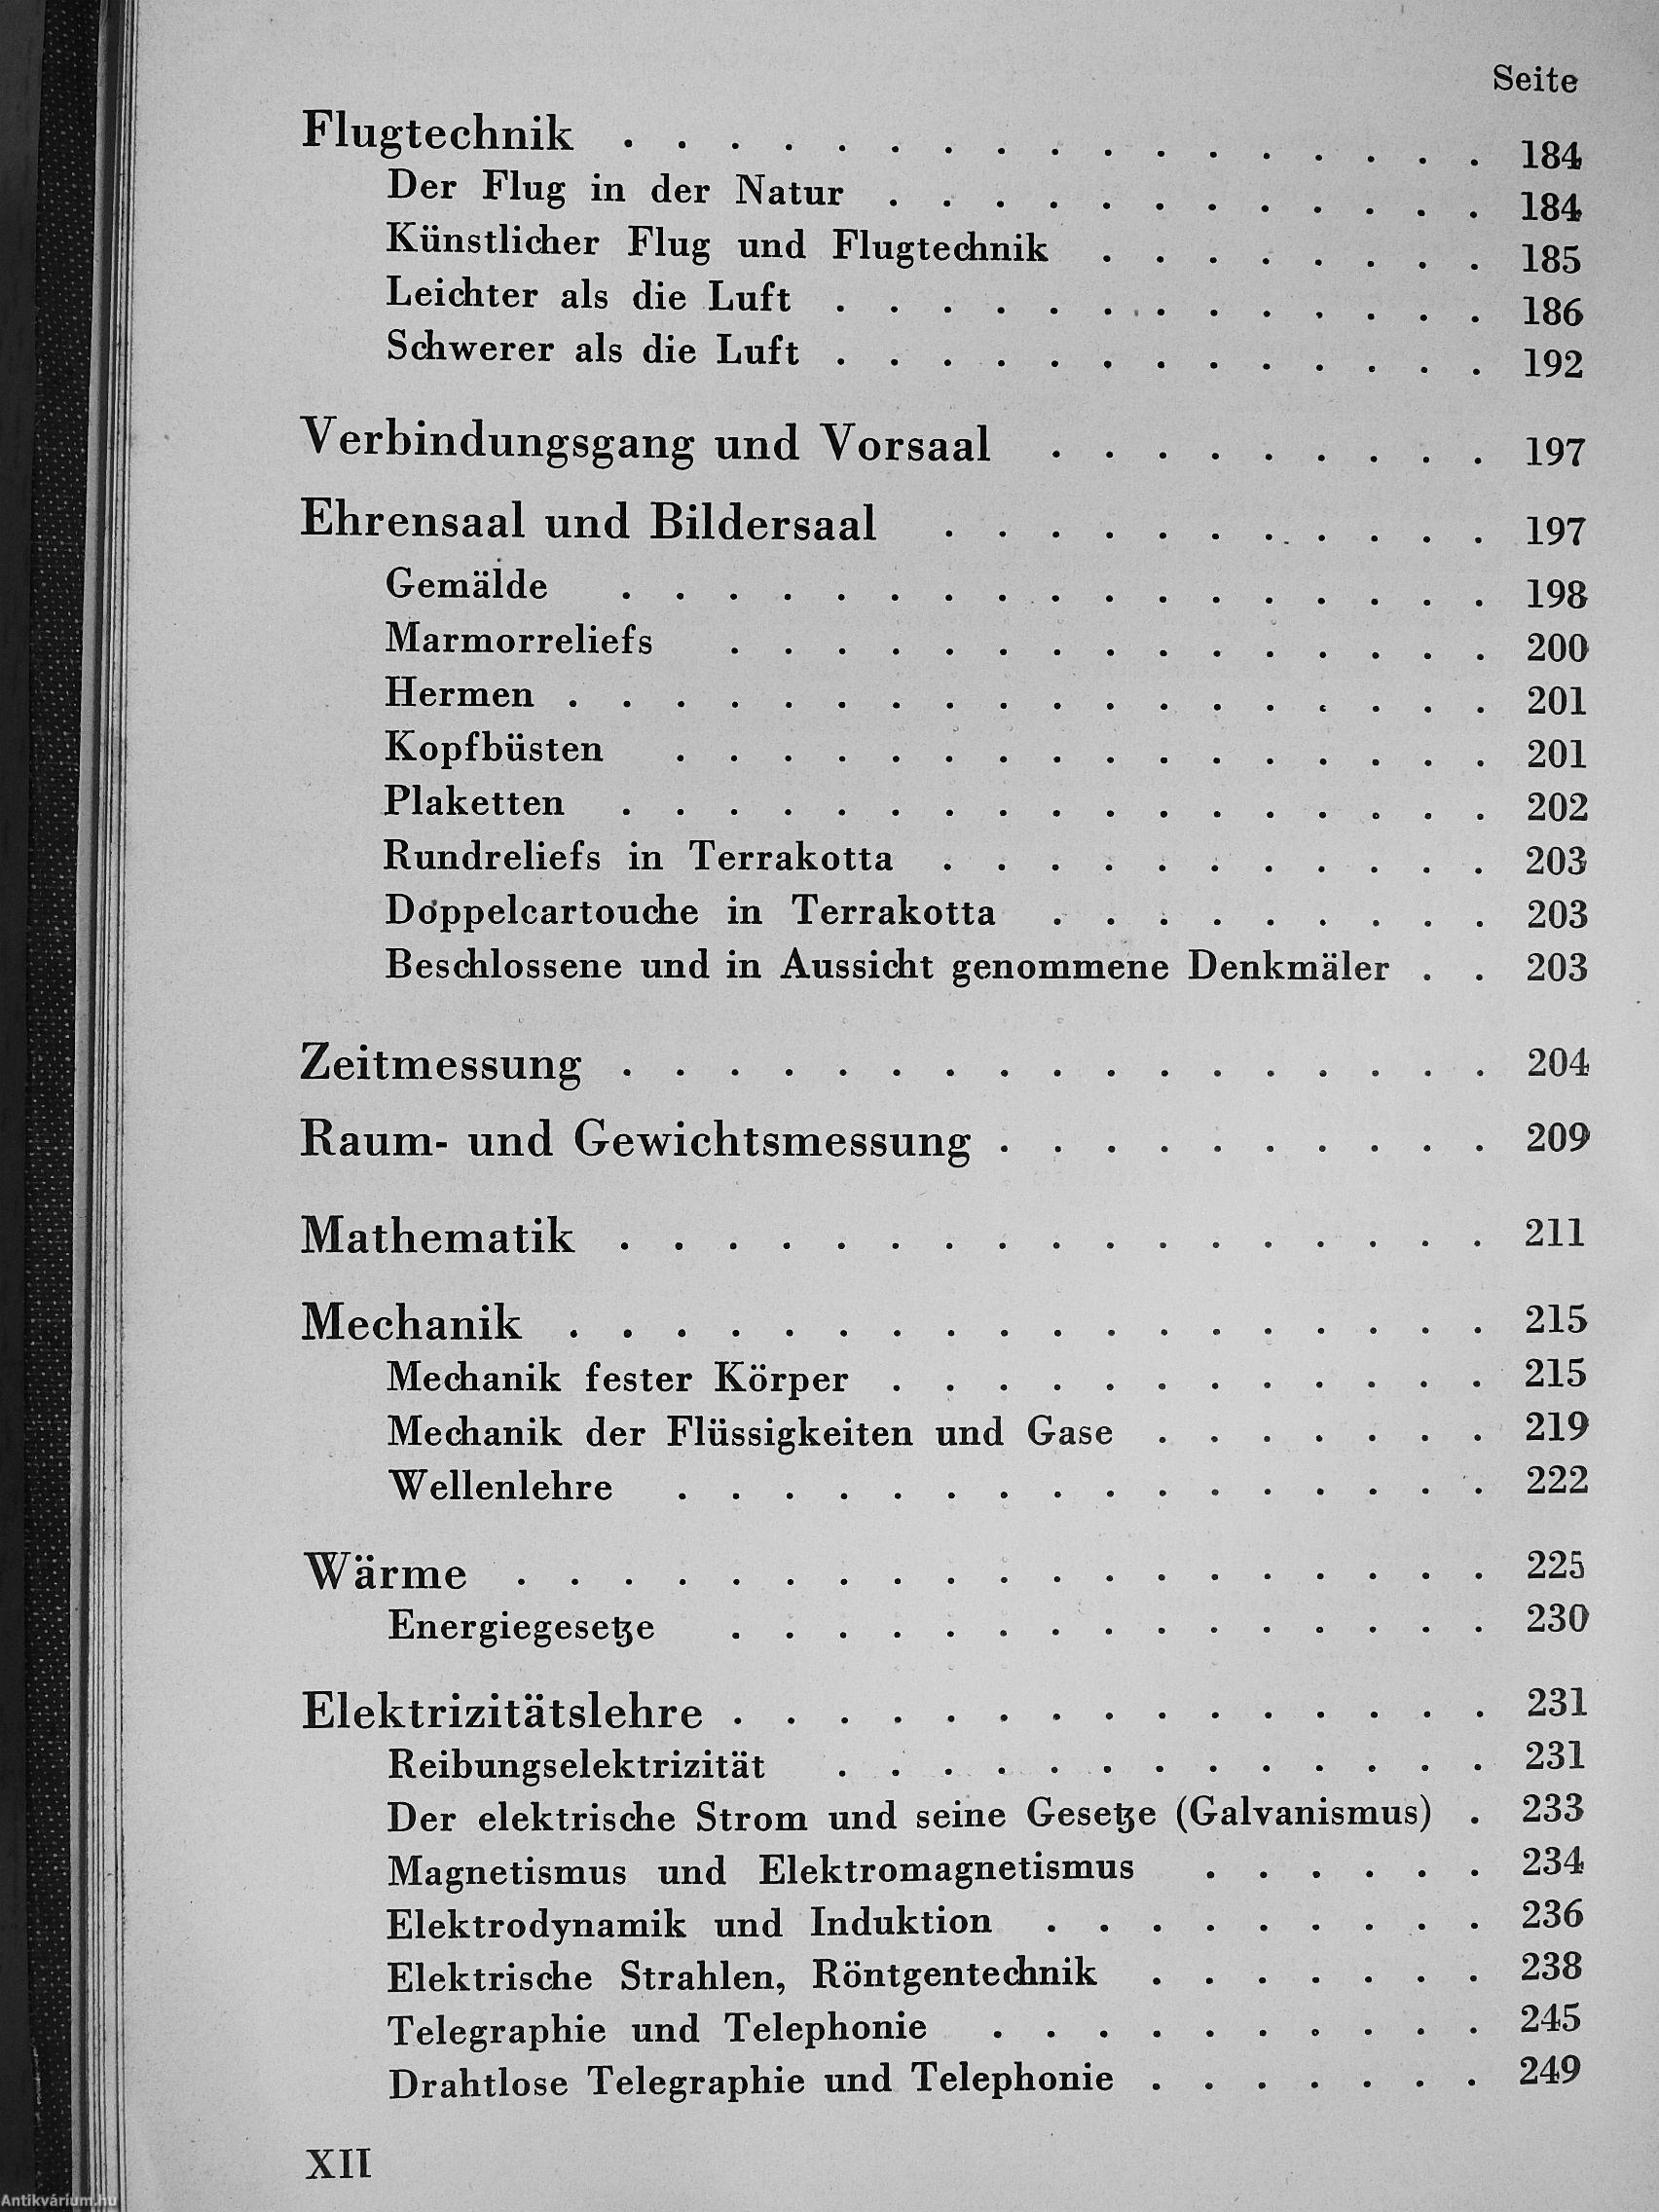 Seite
Flugtechnik . . . . . . . . . . . . . . . . . 184
Der Flug in der Natur . . . . . . . . . . . . 184
Künstlicher Flug und Flugtechnik . . . . . . . . 185
Leichter als die Luft . . . . . . . . . . . . . 186
Schwerer als die Luft . . . . . . . . . . . . . 192
Verbindungsgang und Vorsaal . . . . . . . . . 197
Ehrensaal und Bildersaal . . . . . . . . . . . 197
Gemälde . . . . . . . . . . . . . . . . . 198
Marmorreliefs . . . . . . . . . . . . . . . 200
Hermen . . . . . . . . . . . . . . . . . . 201
Kopfbüsten . . . . . . . . . . . . . . . . 201
Plaketten . . . . . . . . . . . . . . . . . 202
Rundreliefs in Terrakotta . . . . . . . . . . . 203
Doppelcartouche in Terrakotta . . . . . . . . . 203
Beschlossene und in Aussicht genommene Denkmäler . . 203
Zeitmessung . . . . . . . . . . . . . . . . . 204
Raum- und Gewichtsmessung . . . . . . . . . . 209
Mathematik . . . . . . . . . . . . . . . . . 211
Mechanik . . . . . . . . . . . . . . . . . . 215
Mechanik fester Körper . . . . . . . . . . . . 215
Mechanik der Flüssigkeiten und Gase . . . . . . . 219
Wellenlehre . . . . . . . . . . . . . . . . 222
Wärme . . . . . . . . . . . . . . . . . . . 225
Energiegesetze . . . . . . . . . . . . . . . 230
Elektrizitätslehre . . . . . . . . . . . . . . . 231
Reibungselektrizität . . . . . . . . . . . . . 231
Der elektrische Strom und seine Gesetze (Galvanismus) . 233
Magnetismus und Elektromagnetismus . . . . . . 234
Elektrodynamik und Induktion . . . . . . . . . 236
Elektrische Strahlen, Röntgentechnik . . . . . . . 238
Telegraphie und Telephonie . . . . . . . . . . 245
Drahtlose Telegraphie und Telephonie . . . . . . . 249
XII
Antikvárium.hu